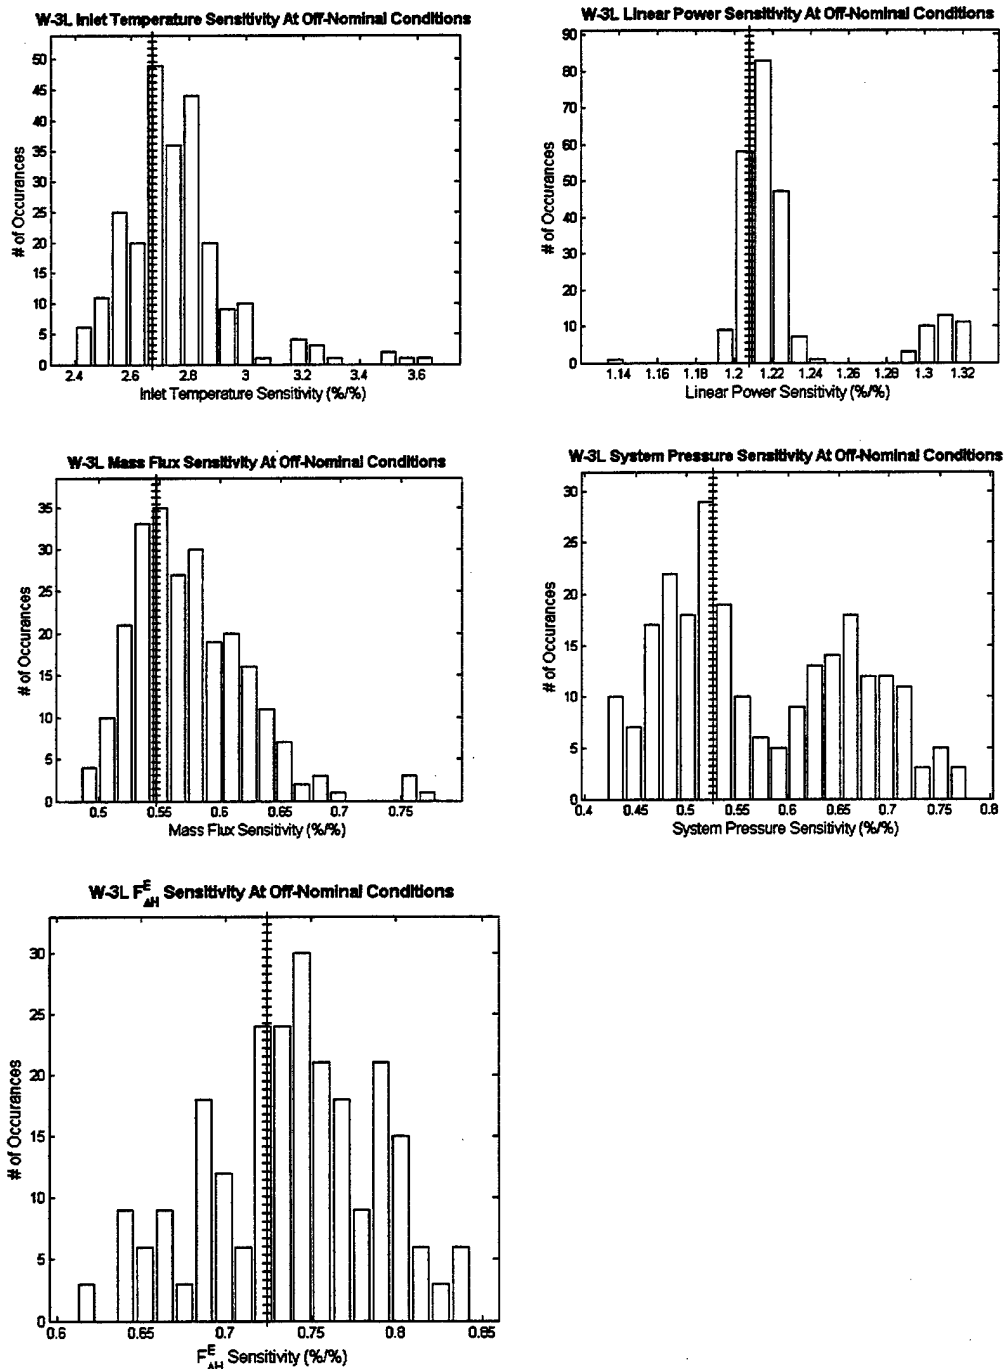 W-3L Inlet Temperature Sensitivity At Off-Nominal Conditions
50
45
40
35
30
25
20
15
10
5
0
# of Occurances
2.4 2.6 2.8 3 3.2 3.4 3.6
Inlet Temperature Sensitivity (%/%)
W-3L Linear Power Sensitivity At Off-Nominal Conditions
90
80
70
60
50
40
30
20
10
0
# of Occurances
1.14 1.16 1.18 1.2 1.22 1.24 1.26 1.28 1.3 1.32
Linear Power Sensitivity (%/%)
W-3L Mass Flux Sensitivity At Off-Nominal Conditions
35
30
25
20
15
10
5
0
# of Occurances
0.5 0.55 0.6 0.65 0.7 0.75
Mass Flux Sensitivity (%/%)
W-3L System Pressure Sensitivity At Off-Nominal Conditions
30
25
20
15
10
5
0
# of Occurances
0.4 0.45 0.5 0.55 0.6 0.65 0.7 0.75 0.8
System Pressure Sensitivity (%/%)
W-3L F^E_ΔH Sensitivity At Off-Nominal Conditions
30
25
20
15
10
5
0
# of Occurances
0.6 0.65 0.7 0.75 0.8 0.85
F^E_ΔH Sensitivity (%/%)